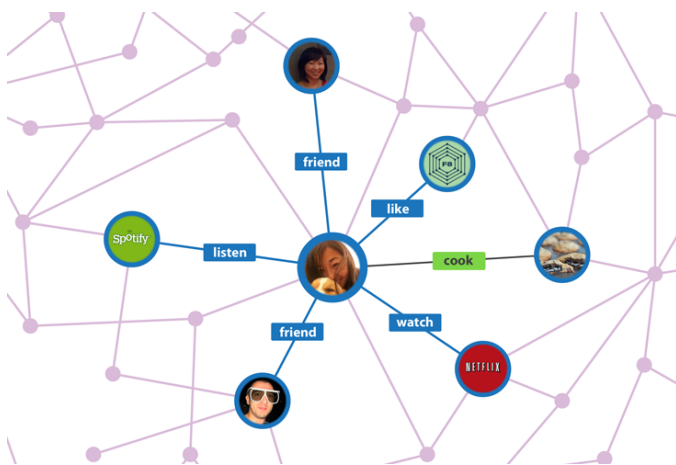 friend
FB
like
Spotify
listen
cook
friend
watch
NETFLIX